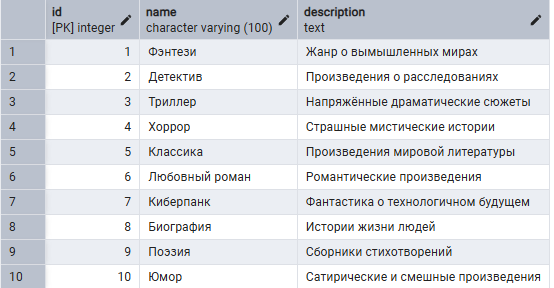 id name description
[PK] integer character varying (100) text
1 1 Фэнтези Жанр о вымышленных мирах
2 2 Детектив Произведения о расследованиях
3 3 Триллер Напряжённые драматические сюжеты
4 4 Хоррор Страшные мистические истории
5 5 Классика Произведения мировой литературы
6 6 Любовный роман Романтические произведения
7 7 Киберпанк Фантастика о технологичном будущем
8 8 Биография Истории жизни людей
9 9 Поэзия Сборники стихотворений
10 10 Юмор Сатирические и смешные произведения